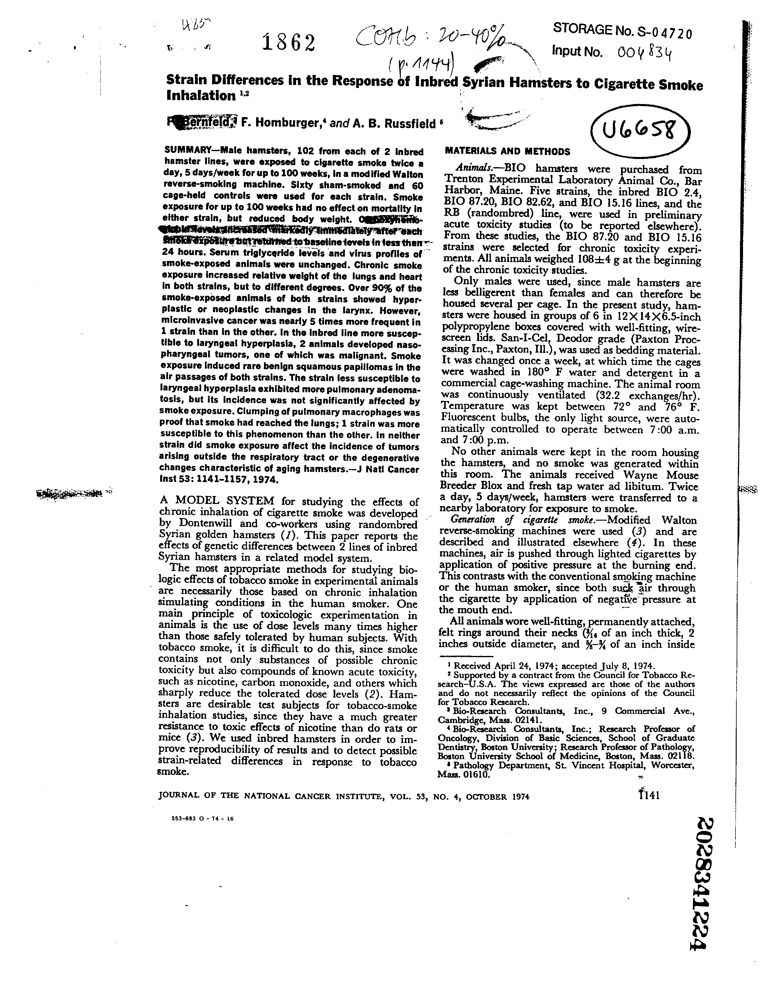 STORAGE No. S-04720
1862
COHb: 20-40%
Input No. 004834
(p. 1144)
Strain Differences in the Response of Inbred Syrian Hamsters to Cigarette Smoke
Inhalation 1,2
Bernfeld,3 F. Homburger,4 and A. B. Russfield 5
U6658
SUMMARY—Male hamsters, 102 from each of 2 inbred
hamster lines, were exposed to cigarette smoke twice a
day, 5 days/week for up to 100 weeks, in a modified Walton
reverse-smoking machine. Sixty sham-smoked and 60
cage-held controls were used for each strain. Smoke
exposure for up to 100 weeks had no effect on mortality in
either strain, but reduced body weight.
levels increased markedly immediately after each
smoke exposure but returned to baseline levels in less than
24 hours. Serum triglyceride levels and virus profiles of
smoke-exposed animals were unchanged. Chronic smoke
exposure increased relative weight of the lungs and heart
in both strains, but to different degrees. Over 90% of the
smoke-exposed animals of both strains showed hyper-
plastic or neoplastic changes in the larynx. However,
microinvasive cancer was nearly 5 times more frequent in
1 strain than in the other. In the inbred line more suscep-
tible to laryngeal hyperplasia, 2 animals developed naso-
pharyngeal tumors, one of which was malignant. Smoke
exposure induced rare benign squamous papillomas in the
air passages of both strains. The strain less susceptible to
laryngeal hyperplasia exhibited more pulmonary adenoma-
tosis, but its incidence was not significantly affected by
smoke exposure. Clumping of pulmonary macrophages was
proof that smoke had reached the lungs; 1 strain was more
susceptible to this phenomenon than the other. In neither
strain did smoke exposure affect the incidence of tumors
arising outside the respiratory tract or the degenerative
changes characteristic of aging hamsters.—J Natl Cancer
Inst 53: 1141-1157, 1974.
A MODEL SYSTEM for studying the effects of
chronic inhalation of cigarette smoke was developed
by Dontenwill and co-workers using randombred
Syrian golden hamsters (1). This paper reports the
effects of genetic differences between 2 lines of inbred
Syrian hamsters in a related model system.
The most appropriate methods for studying bio-
logic effects of tobacco smoke in experimental animals
are necessarily those based on chronic inhalation
simulating conditions in the human smoker. One
main principle of toxicologic experimentation in
animals is the use of dose levels many times higher
than those safely tolerated by human subjects. With
tobacco smoke, it is difficult to do this, since smoke
contains not only substances of possible chronic
toxicity but also compounds of known acute toxicity,
such as nicotine, carbon monoxide, and others which
sharply reduce the tolerated dose levels (2). Ham-
sters are desirable test subjects for tobacco-smoke
inhalation studies, since they have a much greater
resistance to toxic effects of nicotine than do rats or
mice (3). We used inbred hamsters in order to im-
prove reproducibility of results and to detect possible
strain-related differences in response to tobacco
smoke.
MATERIALS AND METHODS
Animals.—BIO hamsters were purchased from
Trenton Experimental Laboratory Animal Co., Bar
Harbor, Maine. Five strains, the inbred BIO 2.4,
BIO 87.20, BIO 82.62, and BIO 15.16 lines, and the
RB (randombred) line, were used in preliminary
acute toxicity studies (to be reported elsewhere).
From these studies, the BIO 87.20 and BIO 15.16
strains were selected for chronic toxicity experi-
ments. All animals weighed 108±4 g at the beginning
of the chronic toxicity studies.
Only males were used, since male hamsters are
less belligerent than females and can therefore be
housed several per cage. In the present study, ham-
sters were housed in groups of 6 in 12×14×6.5-inch
polypropylene boxes covered with well-fitting, wire-
screen lids. San-I-Cel, Deodor grade (Paxton Proc-
essing Inc., Paxton, Ill.), was used as bedding material.
It was changed once a week, at which time the cages
were washed in 180° F water and detergent in a
commercial cage-washing machine. The animal room
was continuously ventilated (32.2 exchanges/hr).
Temperature was kept between 72° and 76° F.
Fluorescent bulbs, the only light source, were auto-
matically controlled to operate between 7:00 a.m.
and 7:00 p.m.
No other animals were kept in the room housing
the hamsters, and no smoke was generated within
this room. The animals received Wayne Mouse
Breeder Blox and fresh tap water ad libitum. Twice
a day, 5 days/week, hamsters were transferred to a
nearby laboratory for exposure to smoke.
Generation of cigarette smoke.—Modified Walton
reverse-smoking machines were used (3) and are
described and illustrated elsewhere (4). In these
machines, air is pushed through lighted cigarettes by
application of positive pressure at the burning end.
This contrasts with the conventional smoking machine
or the human smoker, since both suck air through
the cigarette by application of negative pressure at
the mouth end.
All animals wore well-fitting, permanently attached,
felt rings around their necks (3/16 of an inch thick, 2
inches outside diameter, and 5/8-3/4 of an inch inside
1 Received April 24, 1974; accepted July 8, 1974.
2 Supported by a contract from the Council for Tobacco Re-
search-U.S.A. The views expressed are those of the authors
and do not necessarily reflect the opinions of the Council
for Tobacco Research.
3 Bio-Research Consultants, Inc., 9 Commercial Ave.,
Cambridge, Mass. 02141.
4 Bio-Research Consultants, Inc.; Research Professor of
Oncology, Division of Basic Sciences, School of Graduate
Dentistry, Boston University; Research Professor of Pathology,
Boston University School of Medicine, Boston, Mass. 02118.
5 Pathology Department, St. Vincent Hospital, Worcester,
Mass. 01610.
JOURNAL OF THE NATIONAL CANCER INSTITUTE, VOL. 53, NO. 4, OCTOBER 1974
1141
553-683 O - 74 - 16
2028341224